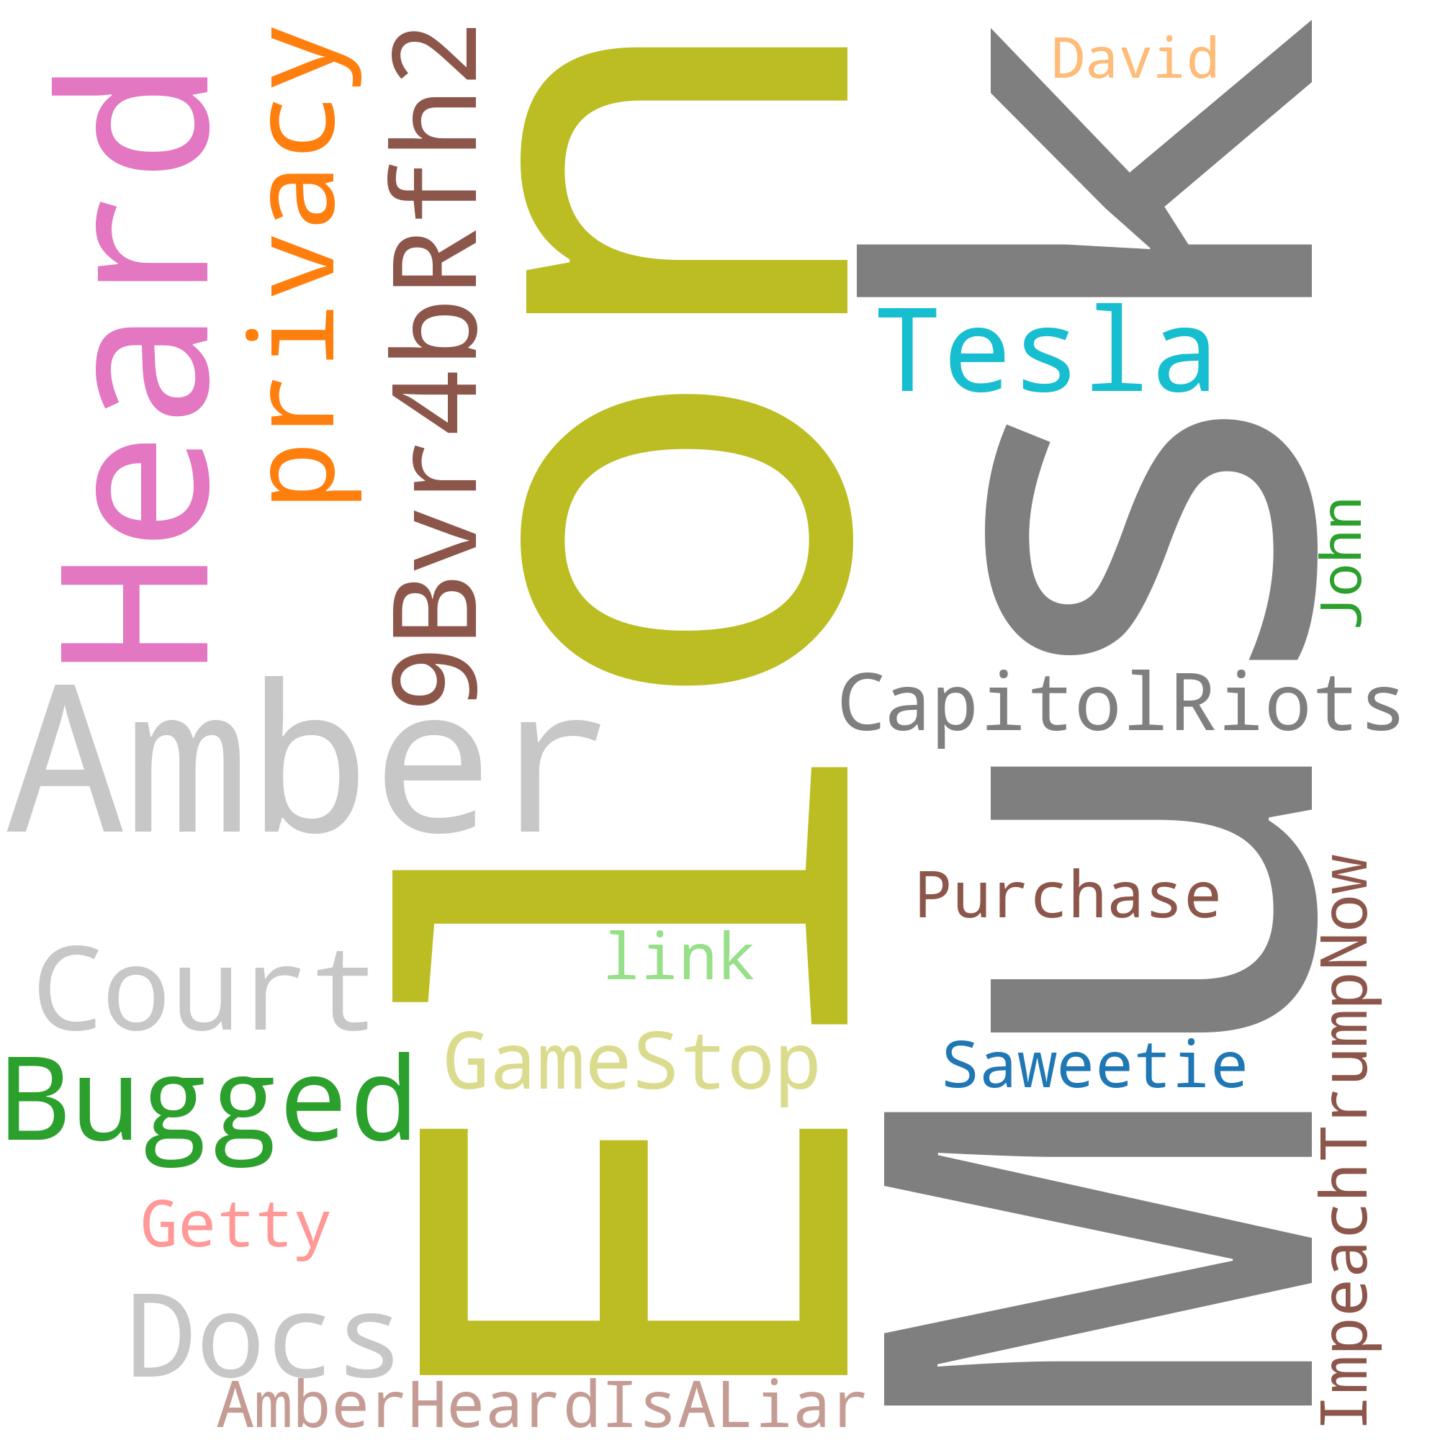 Heard
privacy
9Bvr4bRfh2
Elon
Musk
David
Tesla
John
Amber
CapitolRiots
Purchase
Court
link
Bugged
GameStop
Saweetie
ImpeachTrumpNow
Getty
Docs
AmberHeardIsALiar